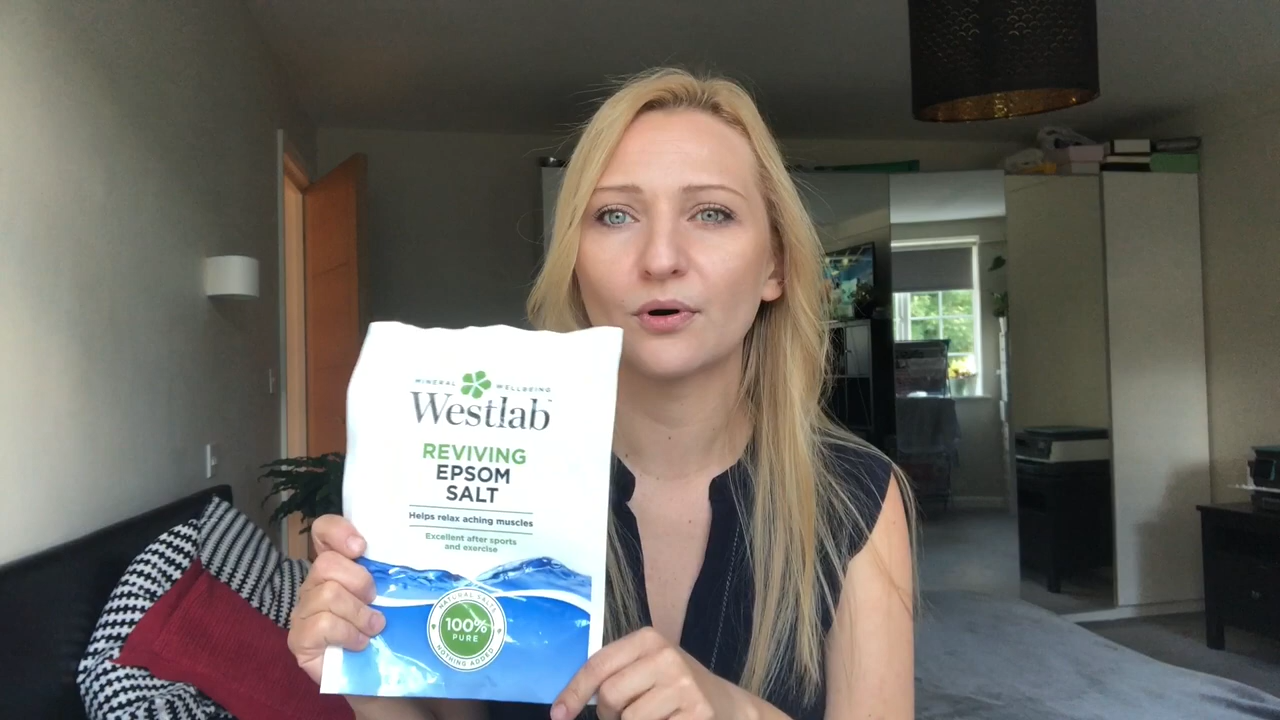 MINERAL WELLBEING
Westlab™
REVIVING
EPSOM
SALT
Helps relax aching muscles
Excellent after sports
and exercise
NATURAL SALTS
100%
PURE
NOTHING ADDED